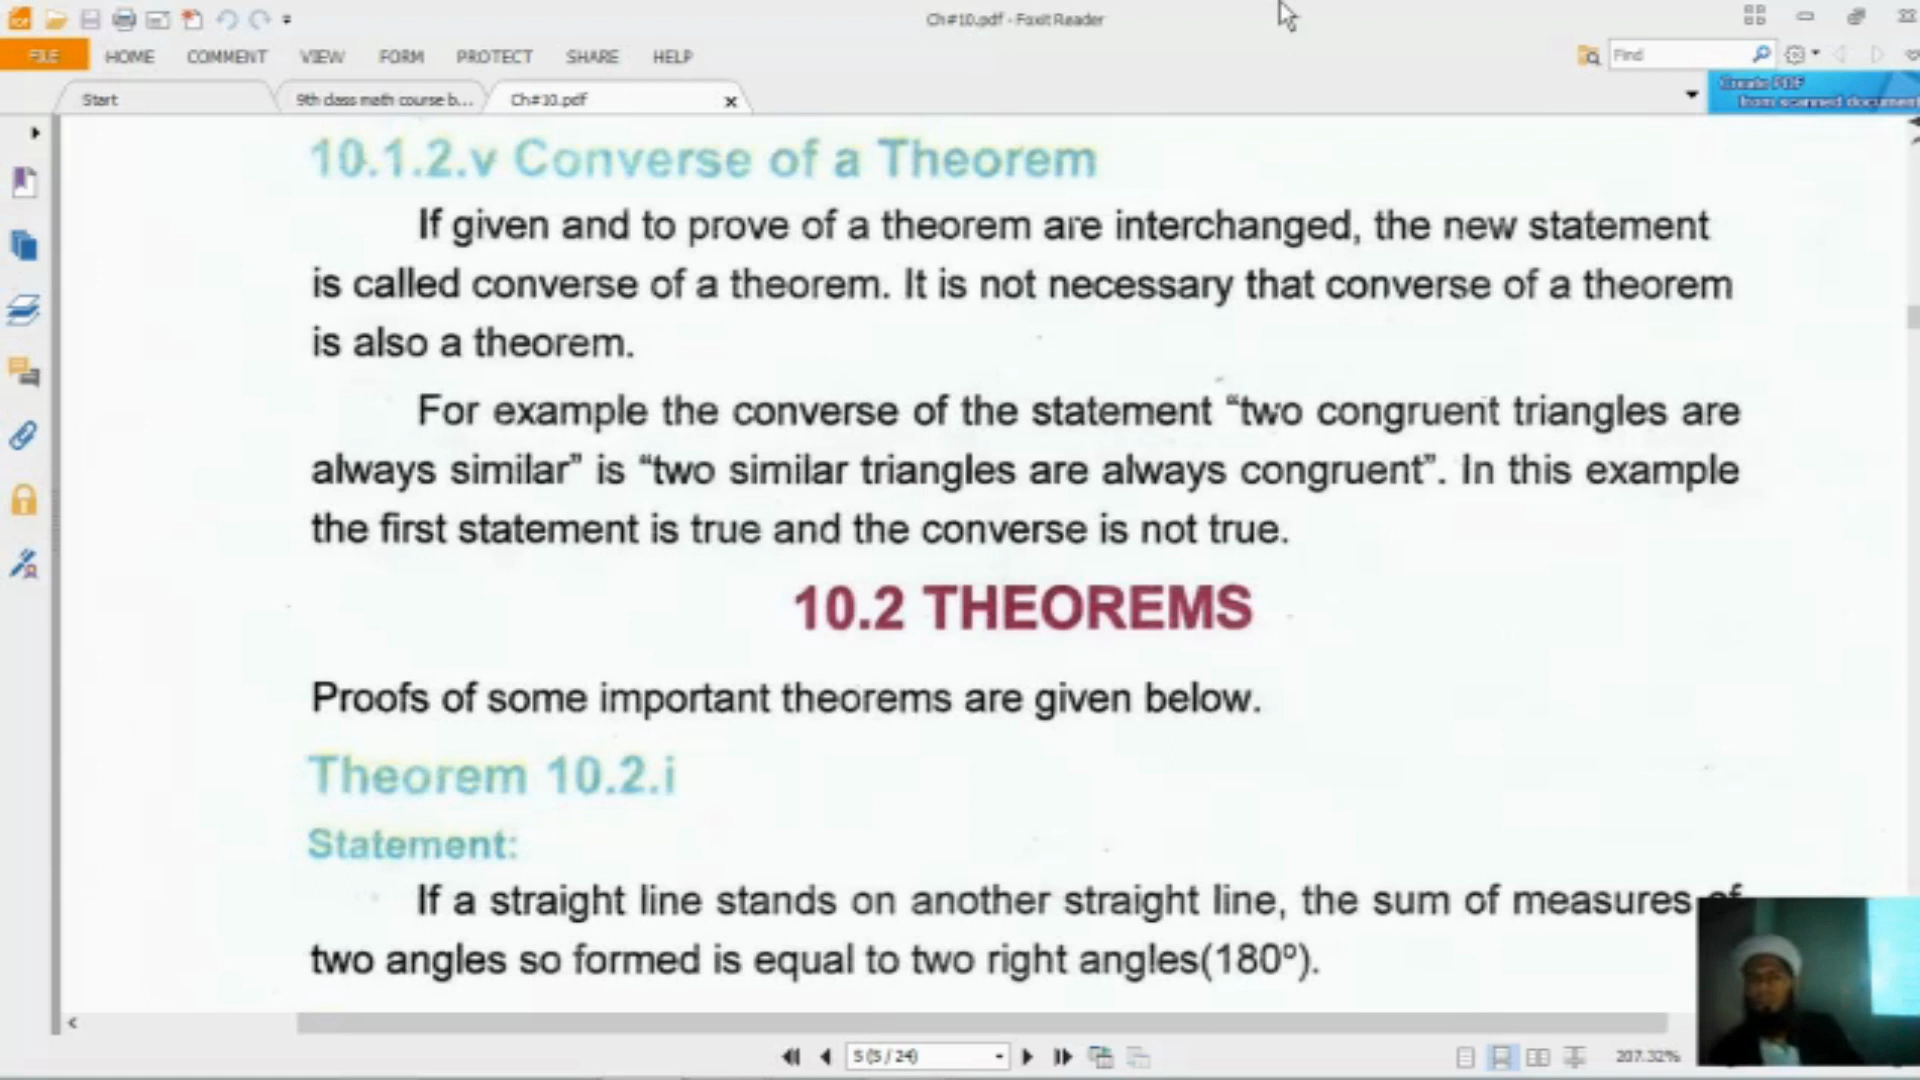 Ch#10.pdf - Foxit Reader
FILE HOME COMMENT VIEW FORM PROTECT SHARE HELP
Find
Start 9th class math course b... Ch#10.pdf
Create PDF
from scanned document
10.1.2.v Converse of a Theorem
If given and to prove of a theorem are interchanged, the new statement
is called converse of a theorem. It is not necessary that converse of a theorem
is also a theorem.
For example the converse of the statement “two congruent triangles are
always similar” is “two similar triangles are always congruent”. In this example
the first statement is true and the converse is not true.
10.2 THEOREMS
Proofs of some important theorems are given below.
Theorem 10.2.i
Statement:
If a straight line stands on another straight line, the sum of measures of
two angles so formed is equal to two right angles(180º).
5 (5 / 24)
207.32%